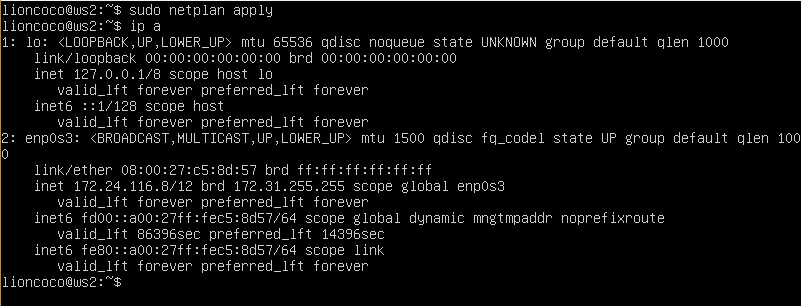 lioncoco@ws2:~$ sudo netplan apply
lioncoco@ws2:~$ ip a
1: lo: <LOOPBACK,UP,LOWER_UP> mtu 65536 qdisc noqueue state UNKNOWN group default qlen 1000
    link/loopback 00:00:00:00:00:00 brd 00:00:00:00:00:00
    inet 127.0.0.1/8 scope host lo
       valid_lft forever preferred_lft forever
    inet6 ::1/128 scope host
       valid_lft forever preferred_lft forever
2: enp0s3: <BROADCAST,MULTICAST,UP,LOWER_UP> mtu 1500 qdisc fq_codel state UP group default qlen 100
0
    link/ether 08:00:27:c5:8d:57 brd ff:ff:ff:ff:ff:ff
    inet 172.24.116.8/12 brd 172.31.255.255 scope global enp0s3
       valid_lft forever preferred_lft forever
    inet6 fd00::a00:27ff:fec5:8d57/64 scope global dynamic mngtmpaddr noprefixroute
       valid_lft 86396sec preferred_lft 14396sec
    inet6 fe80::a00:27ff:fec5:8d57/64 scope link
       valid_lft forever preferred_lft forever
lioncoco@ws2:~$